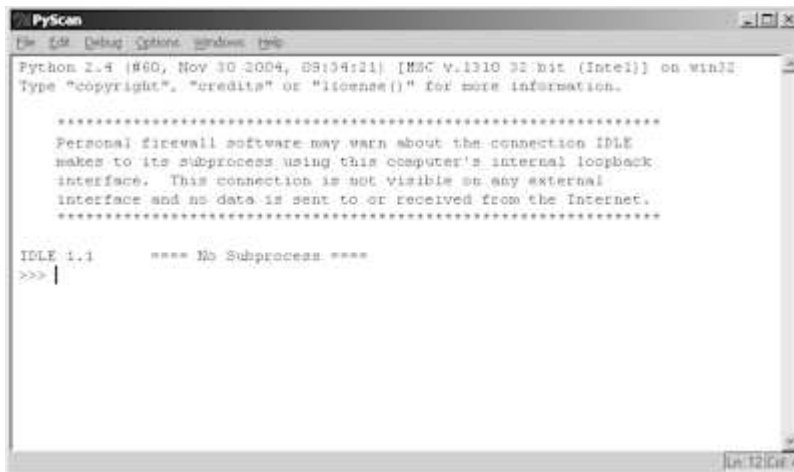 PyScan
File Edit Debug Options Windows Help
Python 2.4 (#60, Nov 30 2004, 09:34:21) [MSC v.1310 32 bit (Intel)] on win32
Type "copyright", "credits" or "license()" for more information.
****************************************************************
Personal firewall software may warn about the connection IDLE
makes to its subprocess using this computer's internal loopback
interface. This connection is not visible on any external
interface and no data is sent to or received from the Internet.
****************************************************************
IDLE 1.1 ==== No Subprocess ====
>>>
Ln: 12 Col: